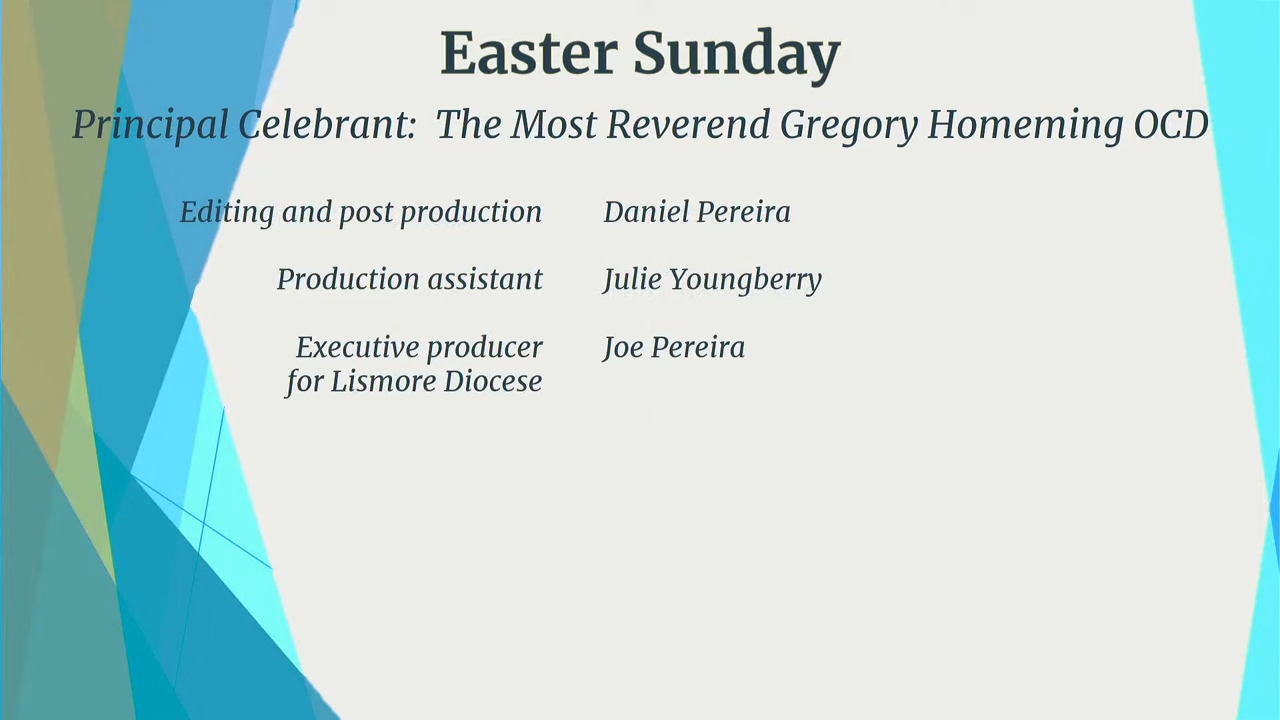 Easter Sunday
Principal Celebrant: The Most Reverend Gregory Homeming OCD
Editing and post production Daniel Pereira
Production assistant Julie Youngberry
Executive producer Joe Pereira
for Lismore Diocese